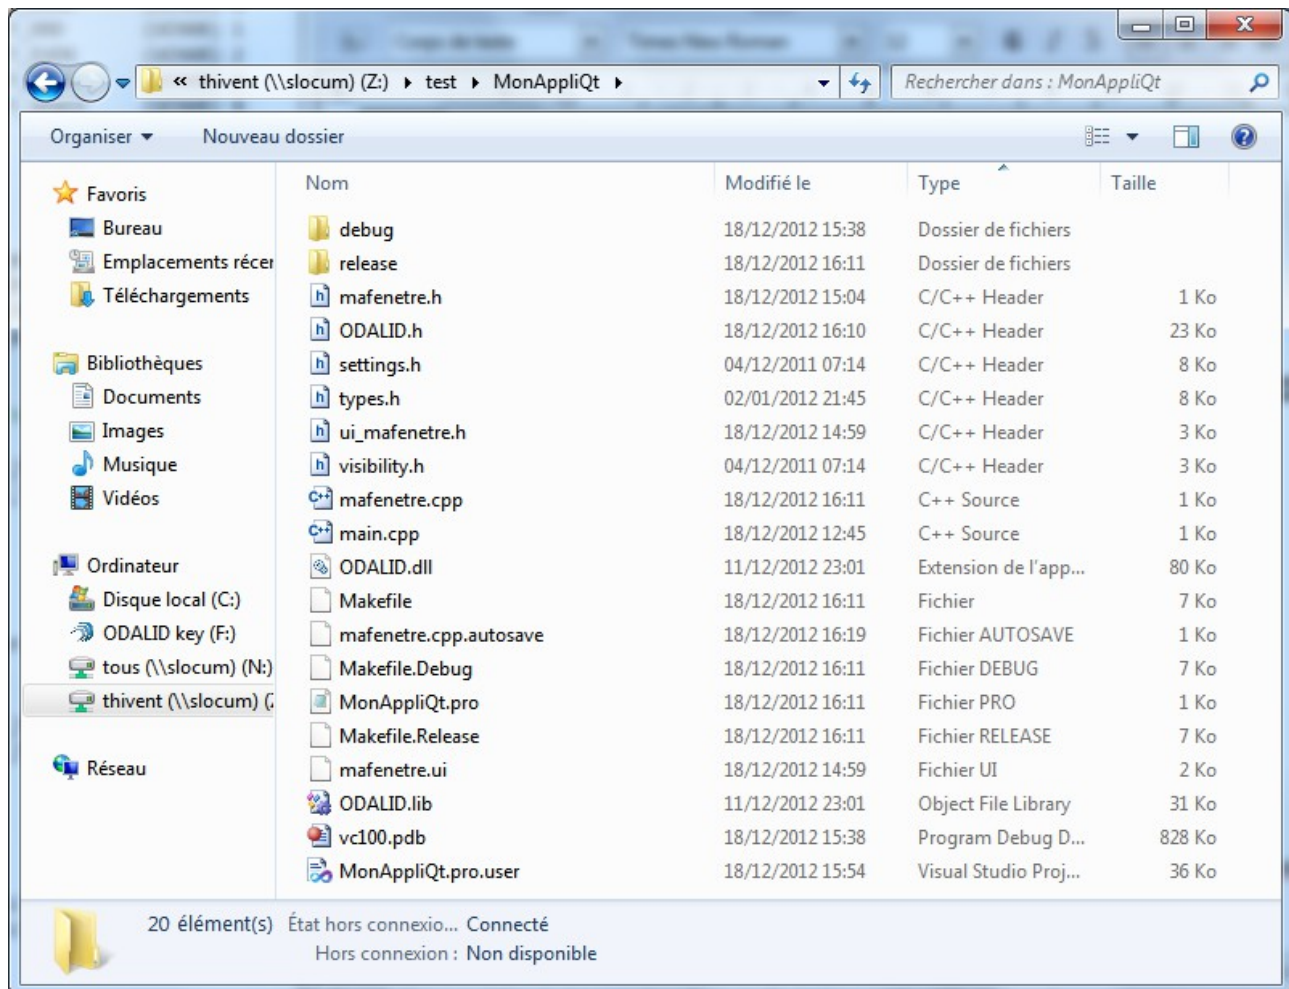 « thivent (\\slocum) (Z:) test MonAppliQt Rechercher dans : MonAppliQt
Organiser Nouveau dossier
Nom Modifié le Type Taille
Favoris
Bureau
Emplacements récer
Téléchargements
Bibliothèques
Documents
Images
Musique
Vidéos
Ordinateur
Disque local (C:)
ODALID key (F:)
tous (\\slocum) (N:)
thivent (\\slocum) (
Réseau
debug 18/12/2012 15:38 Dossier de fichiers
release 18/12/2012 16:11 Dossier de fichiers
mafenetre.h 18/12/2012 15:04 C/C++ Header 1 Ko
ODALID.h 18/12/2012 16:10 C/C++ Header 23 Ko
settings.h 04/12/2011 07:14 C/C++ Header 8 Ko
types.h 02/01/2012 21:45 C/C++ Header 8 Ko
ui_mafenetre.h 18/12/2012 14:59 C/C++ Header 3 Ko
visibility.h 04/12/2011 07:14 C/C++ Header 3 Ko
mafenetre.cpp 18/12/2012 16:11 C++ Source 1 Ko
main.cpp 18/12/2012 12:45 C++ Source 1 Ko
ODALID.dll 11/12/2012 23:01 Extension de l'app... 80 Ko
Makefile 18/12/2012 16:11 Fichier 7 Ko
mafenetre.cpp.autosave 18/12/2012 16:19 Fichier AUTOSAVE 1 Ko
Makefile.Debug 18/12/2012 16:11 Fichier DEBUG 7 Ko
MonAppliQt.pro 18/12/2012 16:11 Fichier PRO 1 Ko
Makefile.Release 18/12/2012 16:11 Fichier RELEASE 7 Ko
mafenetre.ui 18/12/2012 14:59 Fichier UI 2 Ko
ODALID.lib 11/12/2012 23:01 Object File Library 31 Ko
vc100.pdb 18/12/2012 15:38 Program Debug D... 828 Ko
MonAppliQt.pro.user 18/12/2012 15:54 Visual Studio Proj... 36 Ko
20 élément(s) État hors connexio... Connecté
Hors connexion : Non disponible